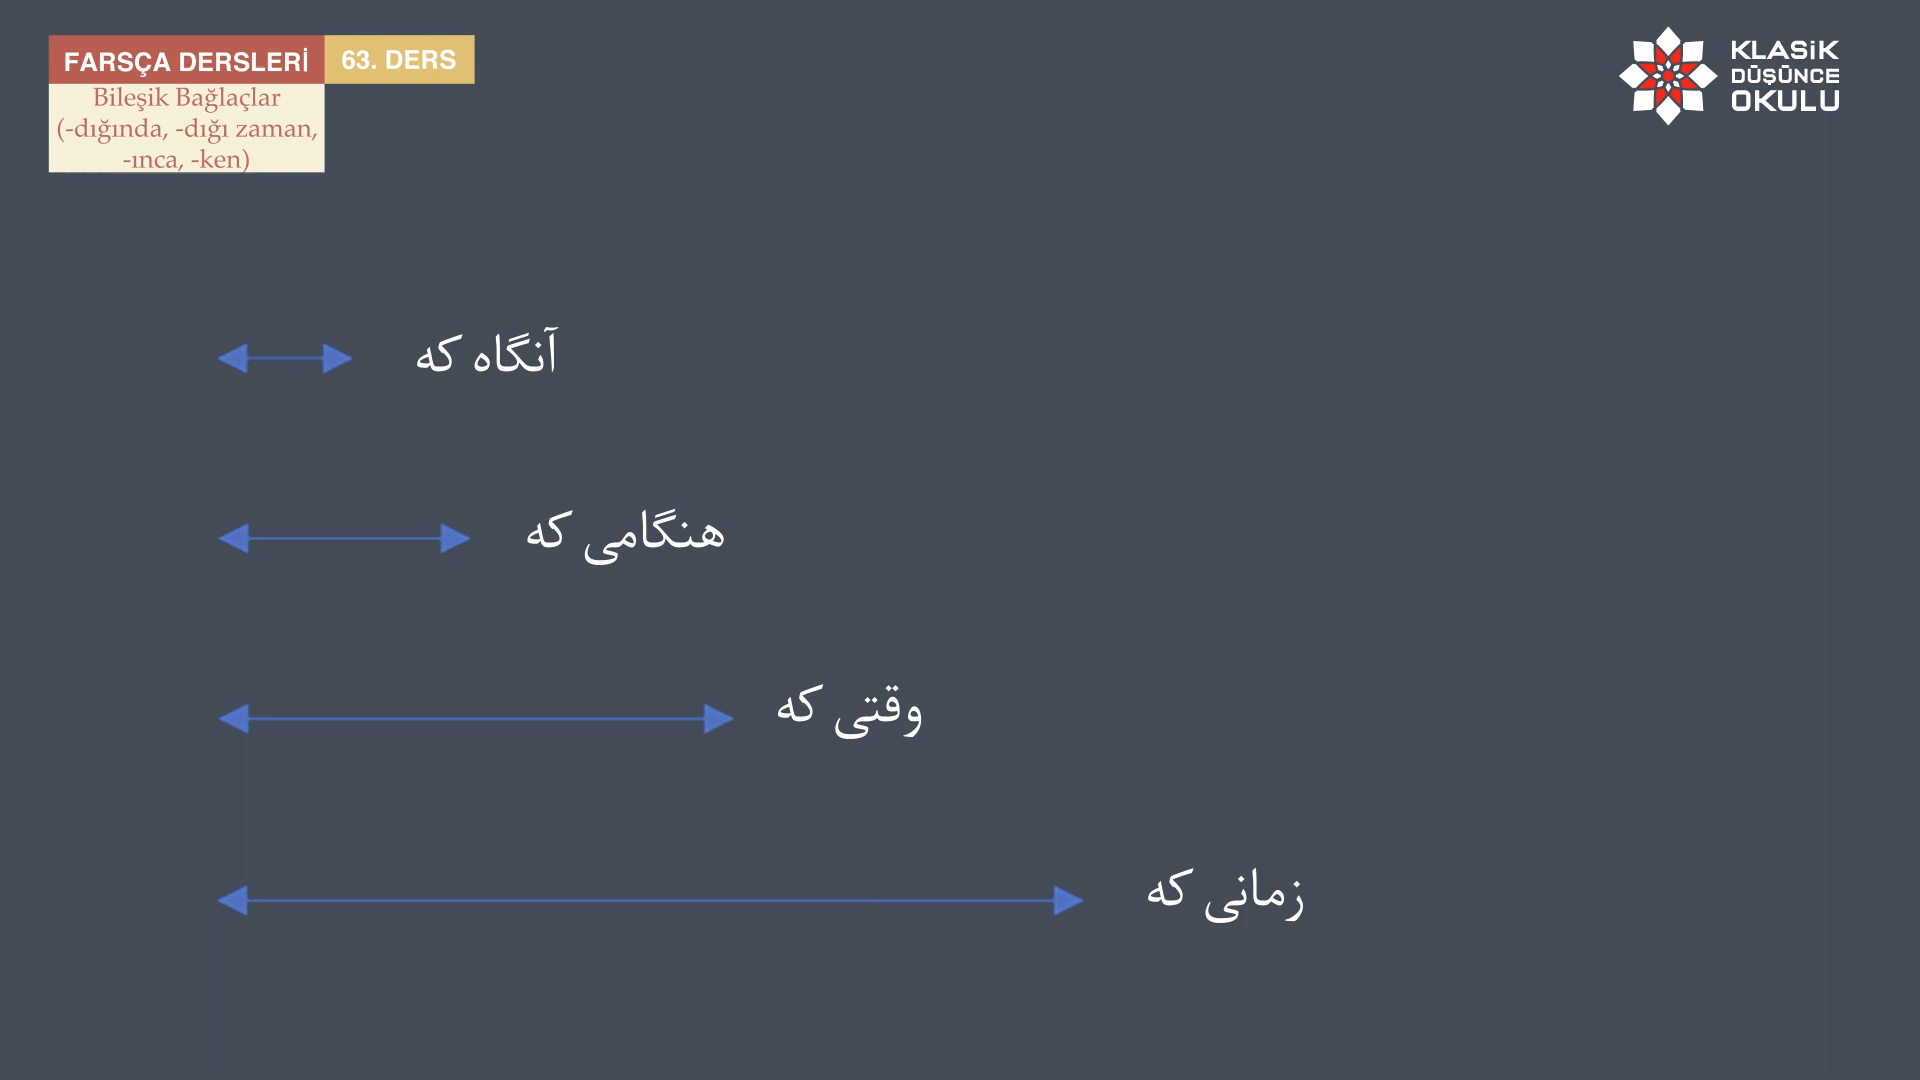 FARSÇA DERSLERİ
63. DERS
Bileşik Bağlaçlar
(-dığında, -dığı zaman,
-ınca, -ken)
KLASiK
DÜŞÜNCE
OKULU
آنگاه که
هنگامی که
وقتی که
زمانی که